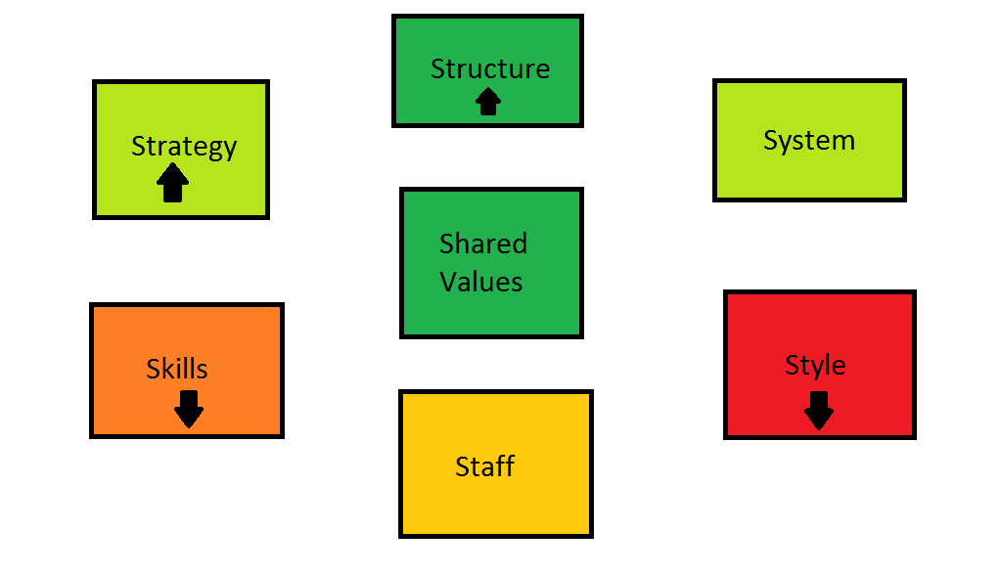 Structure
Strategy
System
Shared
Values
Skills
Style
Staff